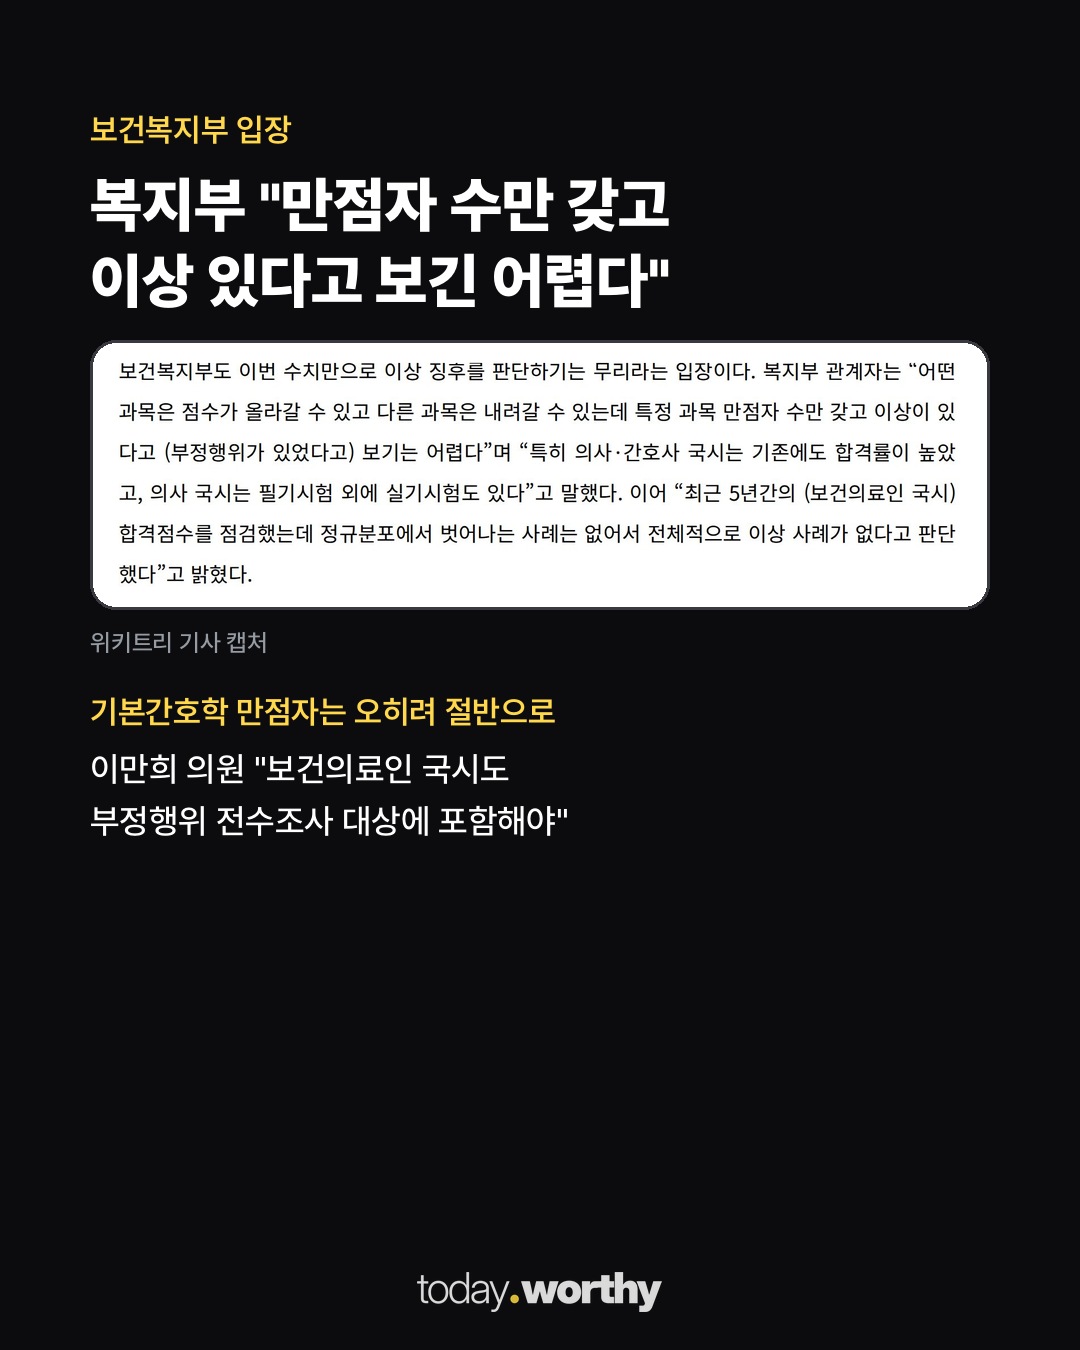 보건복지부 입장
복지부 "만점자 수만 갖고
이상 있다고 보긴 어렵다"
보건복지부도 이번 수치만으로 이상 징후를 판단하기는 무리라는 입장이다. 복지부 관계자는 “어떤
과목은 점수가 올라갈 수 있고 다른 과목은 내려갈 수 있는데 특정 과목 만점자 수만 갖고 이상이 있
다고 (부정행위가 있었다고) 보기는 어렵다”며 “특히 의사·간호사 국시는 기존에도 합격률이 높았
고, 의사 국시는 필기시험 외에 실기시험도 있다”고 말했다. 이어 “최근 5년간의 (보건의료인 국시)
합격점수를 점검했는데 정규분포에서 벗어나는 사례는 없어서 전체적으로 이상 사례가 없다고 판단
했다”고 밝혔다.
위키트리 기사 캡처
기본간호학 만점자는 오히려 절반으로
이만희 의원 "보건의료인 국시도
부정행위 전수조사 대상에 포함해야"
today.worthy